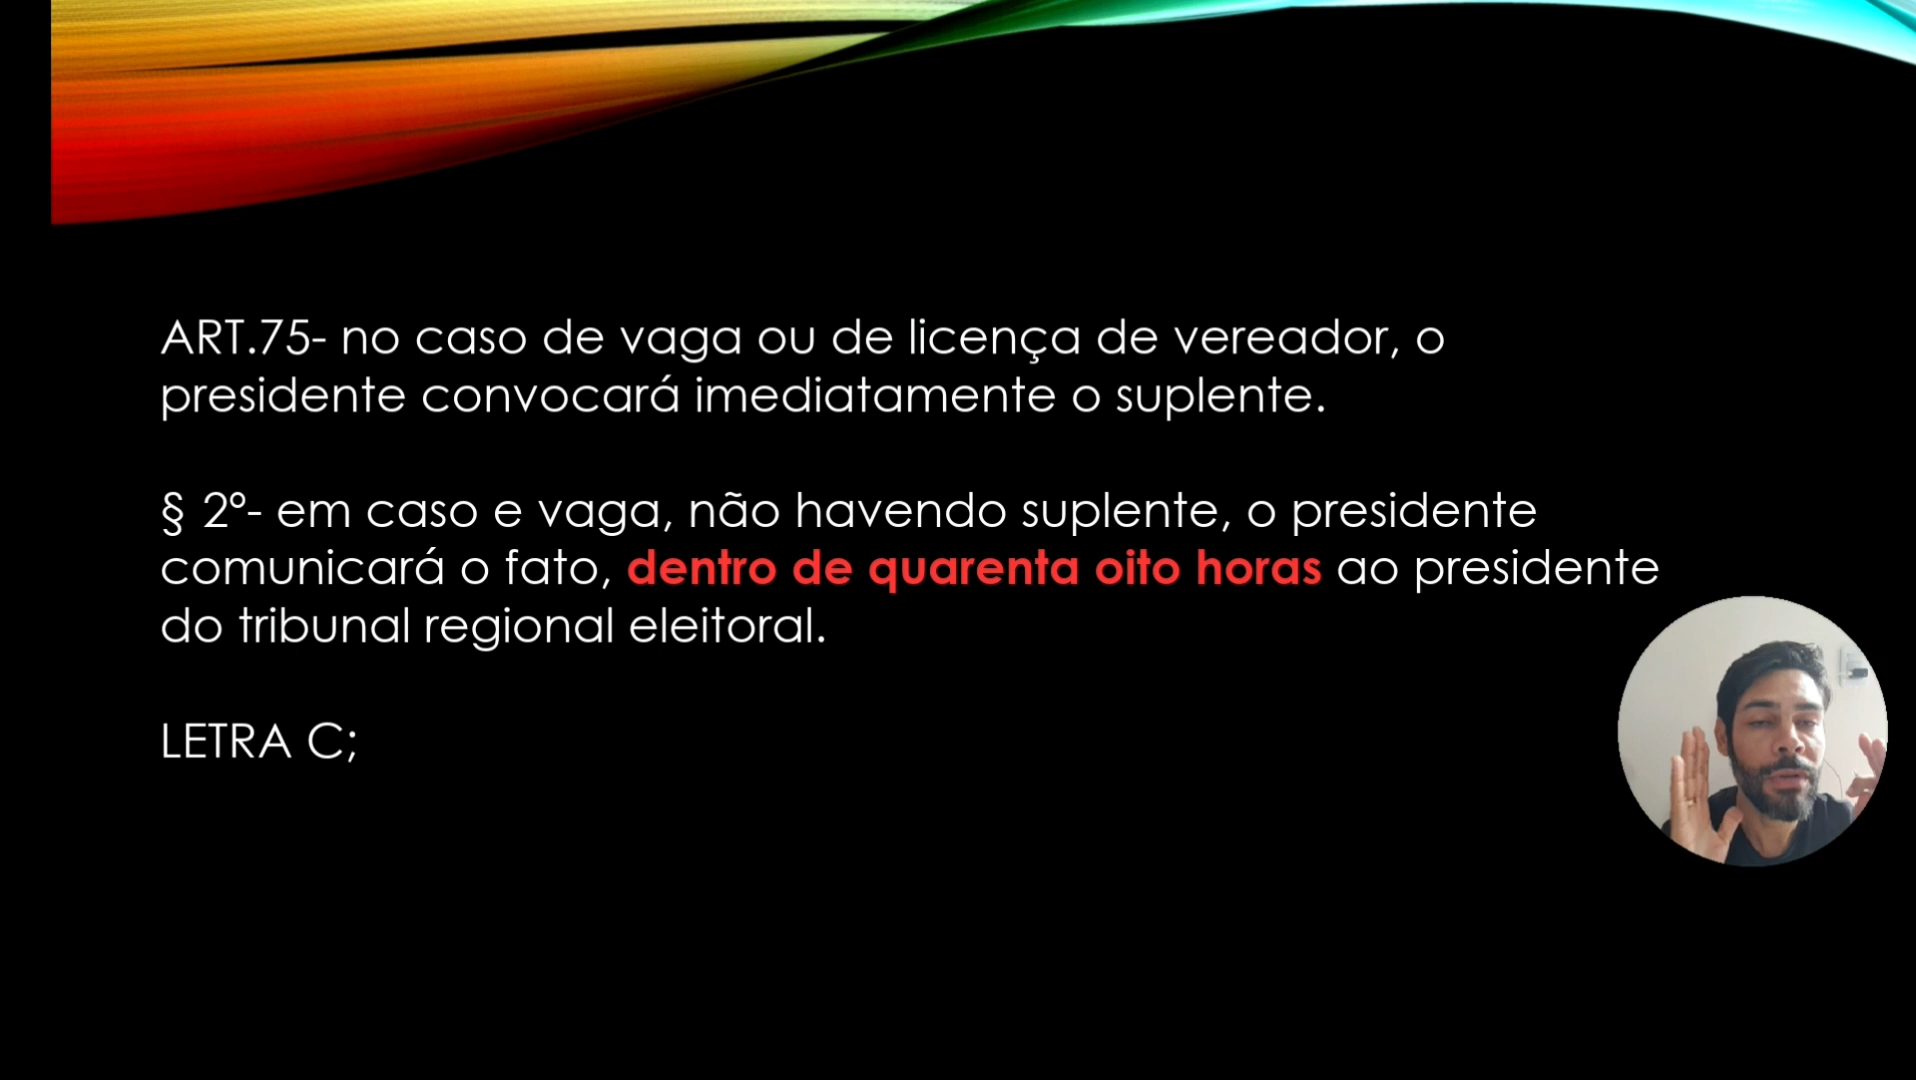 ART.75- no caso de vaga ou de licença de vereador, o
presidente convocará imediatamente o suplente.
§ 2º- em caso e vaga, não havendo suplente, o presidente
comunicará o fato, dentro de quarenta oito horas ao presidente
do tribunal regional eleitoral.
LETRA C;